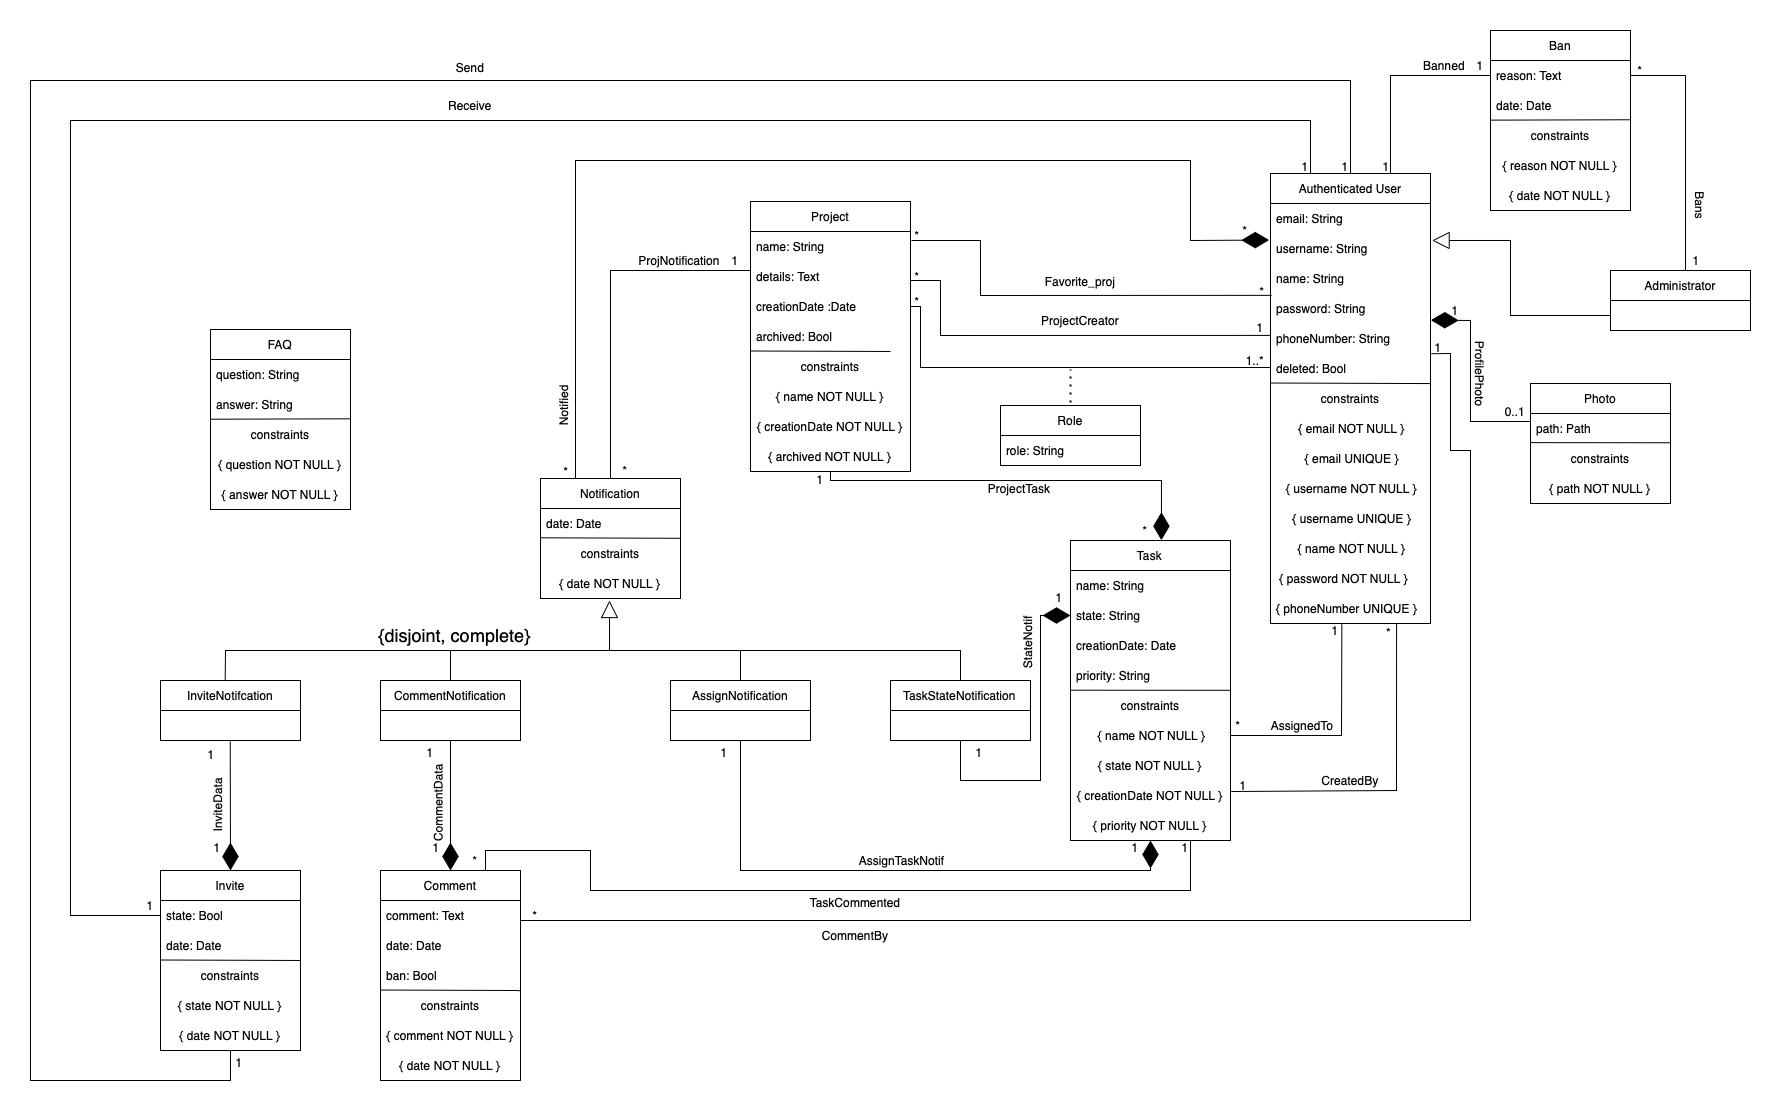 Send
Receive
Banned
1
Ban
reason: Text
date: Date
constraints
{ reason NOT NULL }
{ date NOT NULL }
*
Bans
1
Administrator
1
1
1
Authenticated User
email: String
username: String
name: String
password: String
phoneNumber: String
deleted: Bool
constraints
{ email NOT NULL }
{ email UNIQUE }
{ username NOT NULL }
{ username UNIQUE }
{ name NOT NULL }
{ password NOT NULL }
{ phoneNumber UNIQUE }
*
Project
name: String
details: Text
creationDate :Date
archived: Bool
constraints
{ name NOT NULL }
{ creationDate NOT NULL }
{ archived NOT NULL }
ProjNotification
1
*
Favorite_proj
*
*
ProjectCreator
1
*
1..*
Role
role: String
1
ProfilePhoto
0..1
Photo
path: Path
constraints
{ path NOT NULL }
1
FAQ
question: String
answer: String
constraints
{ question NOT NULL }
{ answer NOT NULL }
Notified
*
*
Notification
date: Date
constraints
{ date NOT NULL }
1
ProjectTask
*
Task
name: String
state: String
creationDate: Date
priority: String
constraints
{ name NOT NULL }
{ state NOT NULL }
{ creationDate NOT NULL }
{ priority NOT NULL }
{disjoint, complete}
InviteNotifcation
CommentNotification
AssignNotification
TaskStateNotification
1
StateNotif
1
1
*
AssignedTo
*
1
CreatedBy
1
1
1
InviteData
CommentData
1
1
*
1
1
AssignTaskNotif
TaskCommented
*
CommentBy
1
Invite
state: Bool
date: Date
constraints
{ state NOT NULL }
{ date NOT NULL }
1
Comment
comment: Text
date: Date
ban: Bool
constraints
{ comment NOT NULL }
{ date NOT NULL }